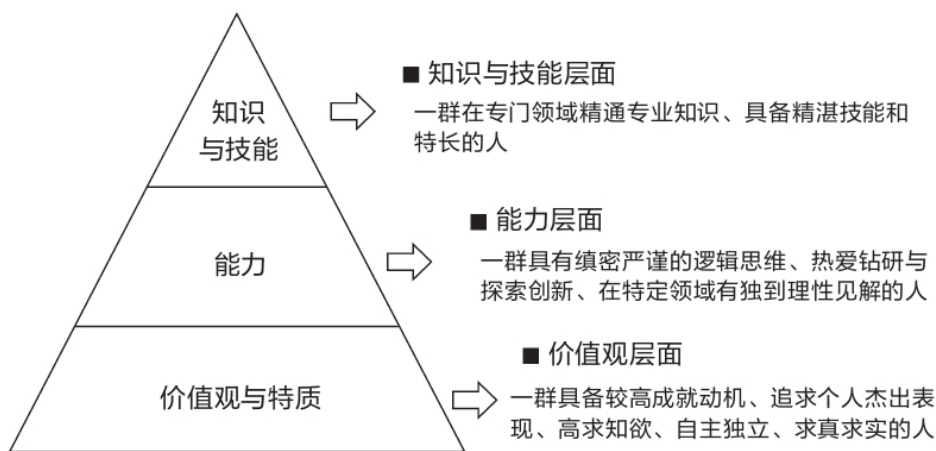 知识
与技能
■ 知识与技能层面
一群在专门领域精通专业知识、具备精湛技能和
特长的人
能力
■ 能力层面
一群具有缜密严谨的逻辑思维、热爱钻研与
探索创新、在特定领域有独到理性见解的人
价值观与特质
■ 价值观层面
一群具备较高成就动机、追求个人杰出表
现、高求知欲、自主独立、求真求实的人